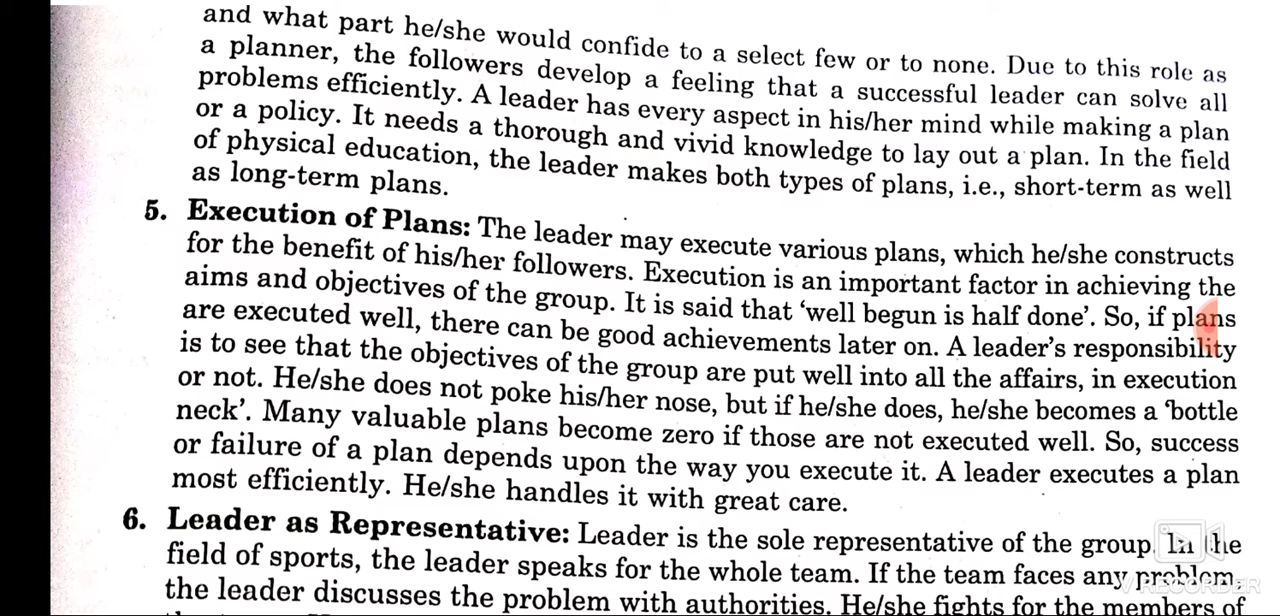 and what part he/she would confide to a select few or to none. Due to this role as
a planner, the followers develop a feeling that a successful leader can solve all
problems efficiently. A leader has every aspect in his/her mind while making a plan
or a policy. It needs a thorough and vivid knowledge to lay out a plan. In the field
of physical education, the leader makes both types of plans, i.e., short-term as well
as long-term plans.
5. Execution of Plans: The leader may execute various plans, which he/she constructs
for the benefit of his/her followers. Execution is an important factor in achieving the
aims and objectives of the group. It is said that ‘well begun is half done’. So, if plans
are executed well, there can be good achievements later on. A leader’s responsibility
is to see that the objectives of the group are put well into all the affairs, in execution
or not. He/she does not poke his/her nose, but if he/she does, he/she becomes a ‘bottle
neck’. Many valuable plans become zero if those are not executed well. So, success
or failure of a plan depends upon the way you execute it. A leader executes a plan
most efficiently. He/she handles it with great care.
6. Leader as Representative: Leader is the sole representative of the group. In the
field of sports, the leader speaks for the whole team. If the team faces any problem,
the leader discusses the problem with authorities. He/she fights for the members of
V RECORDER